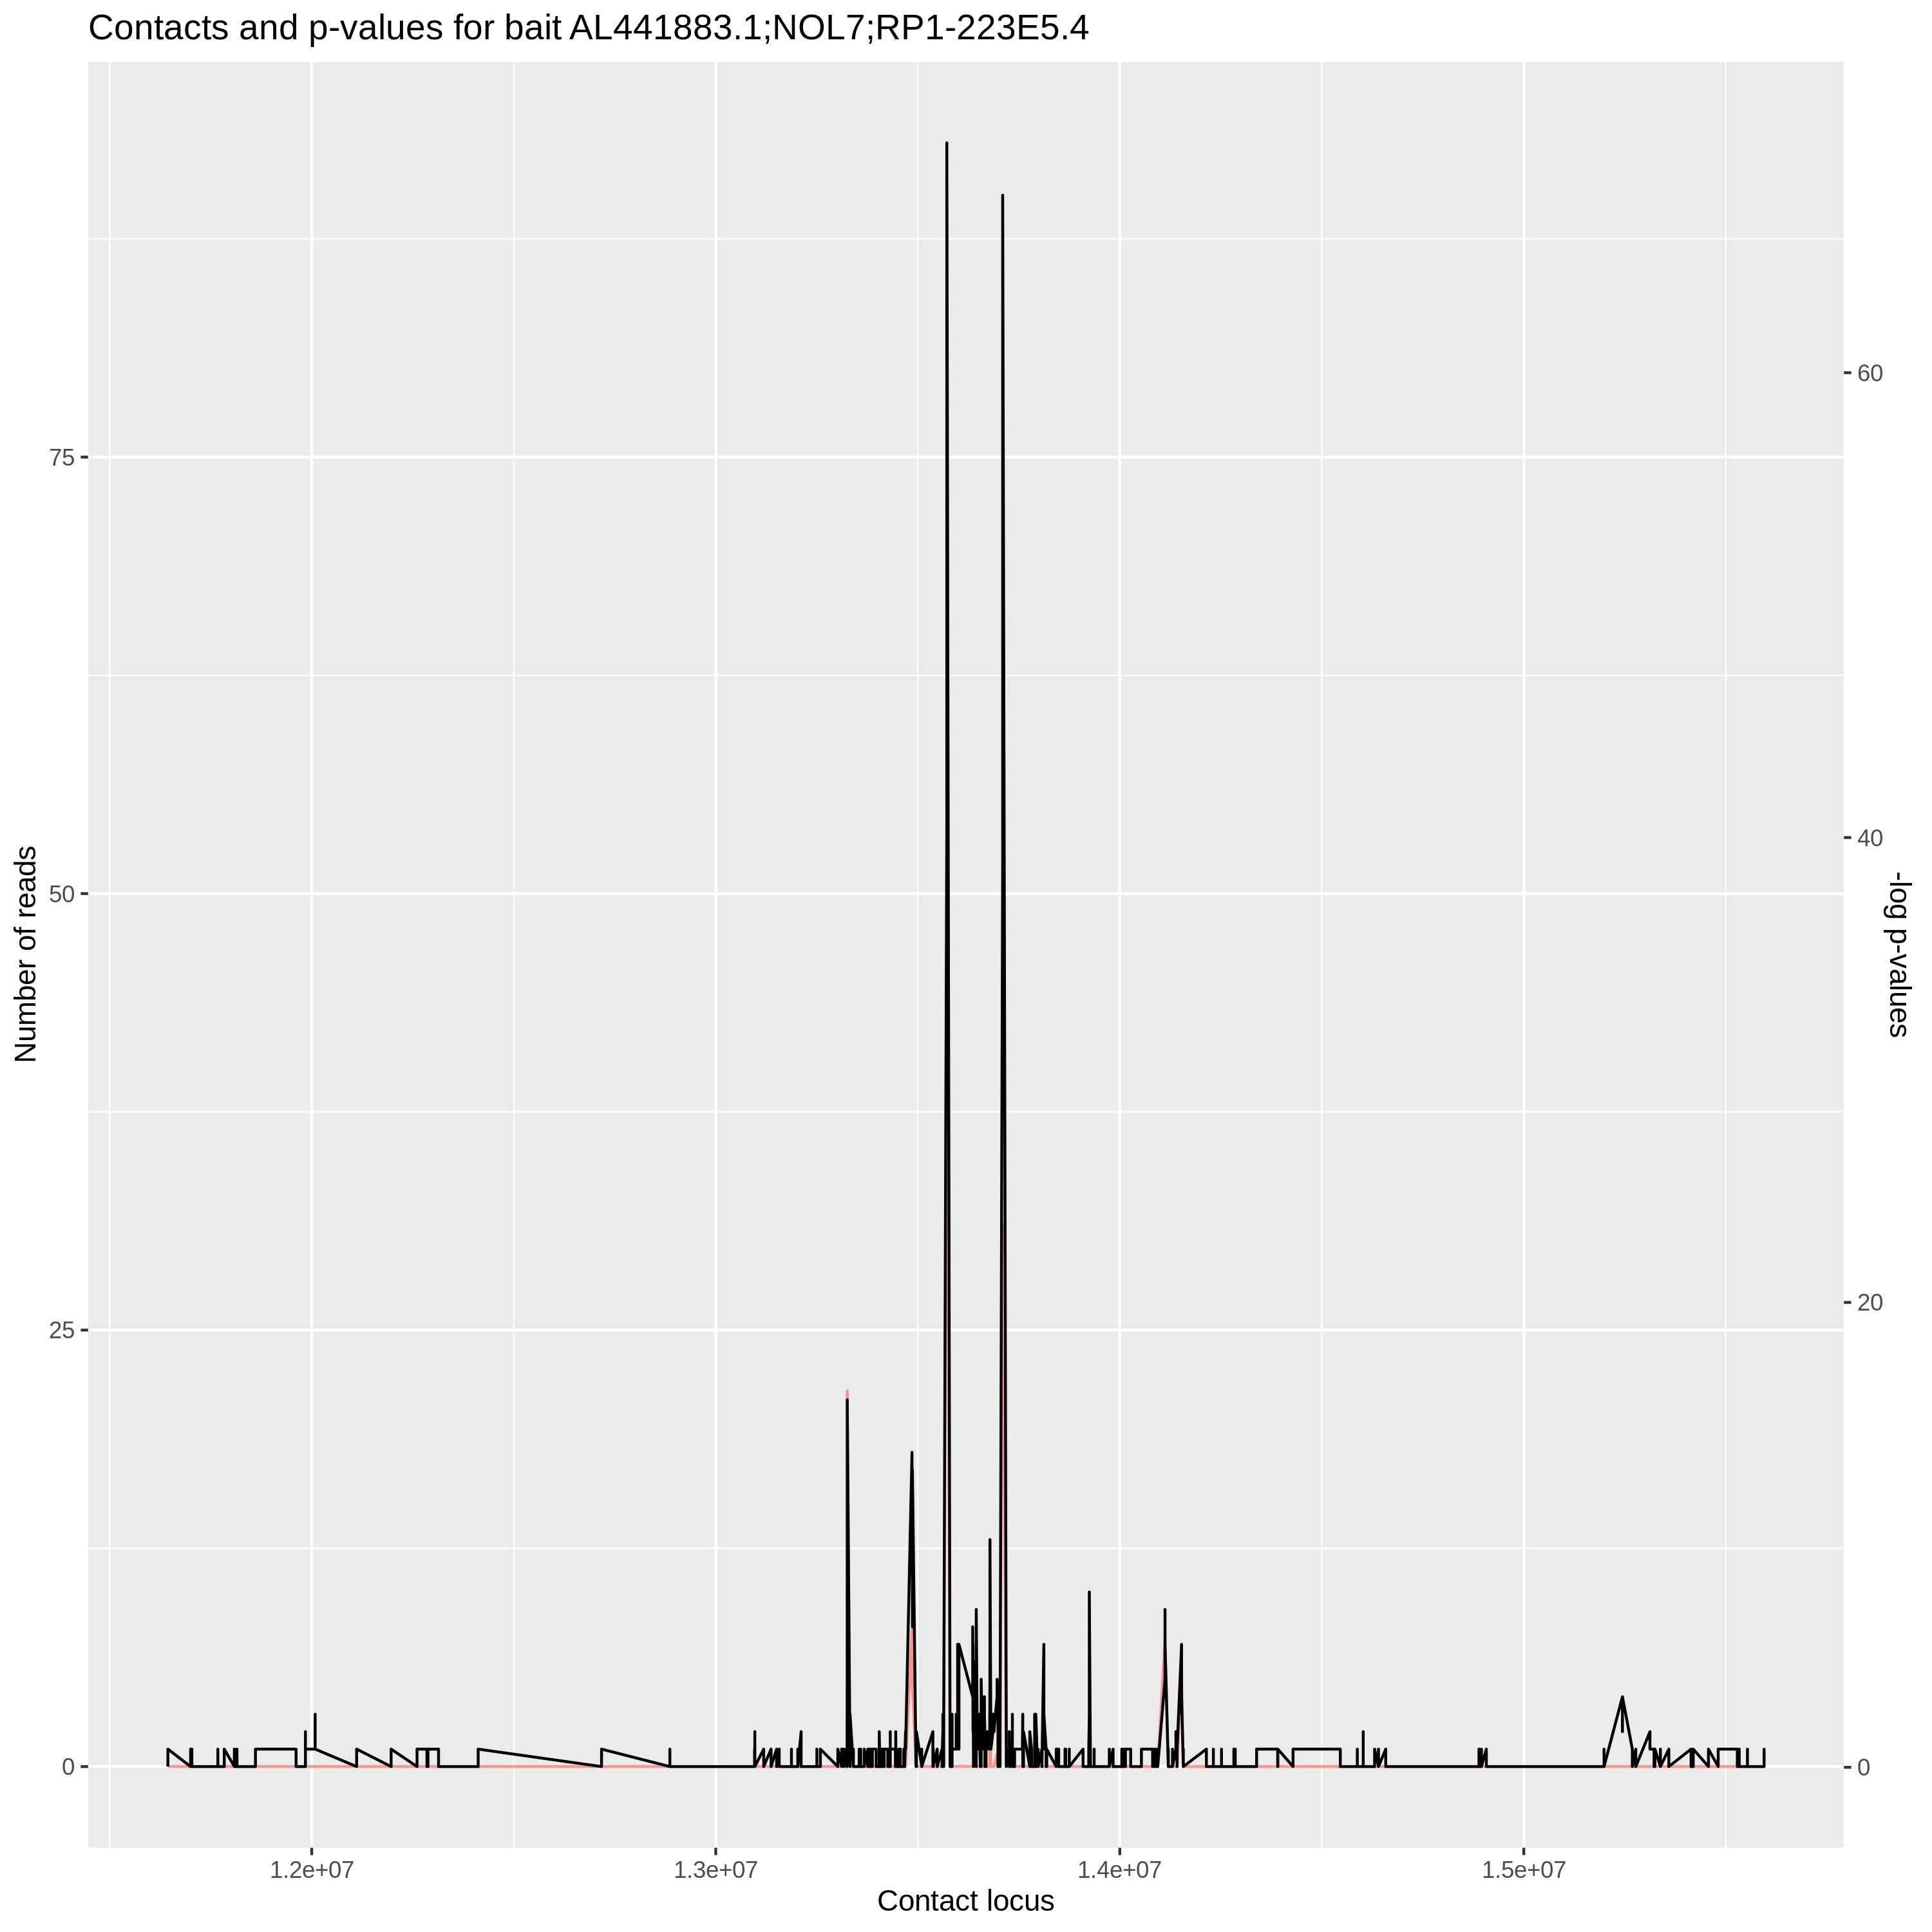 Contacts and p-values for bait AL441883.1;NOL7;RP1-223E5.4
Number of reads
75
50
25
0
60
40
20
0
-log p-values
1.2e+07
1.3e+07
1.4e+07
1.5e+07
Contact locus